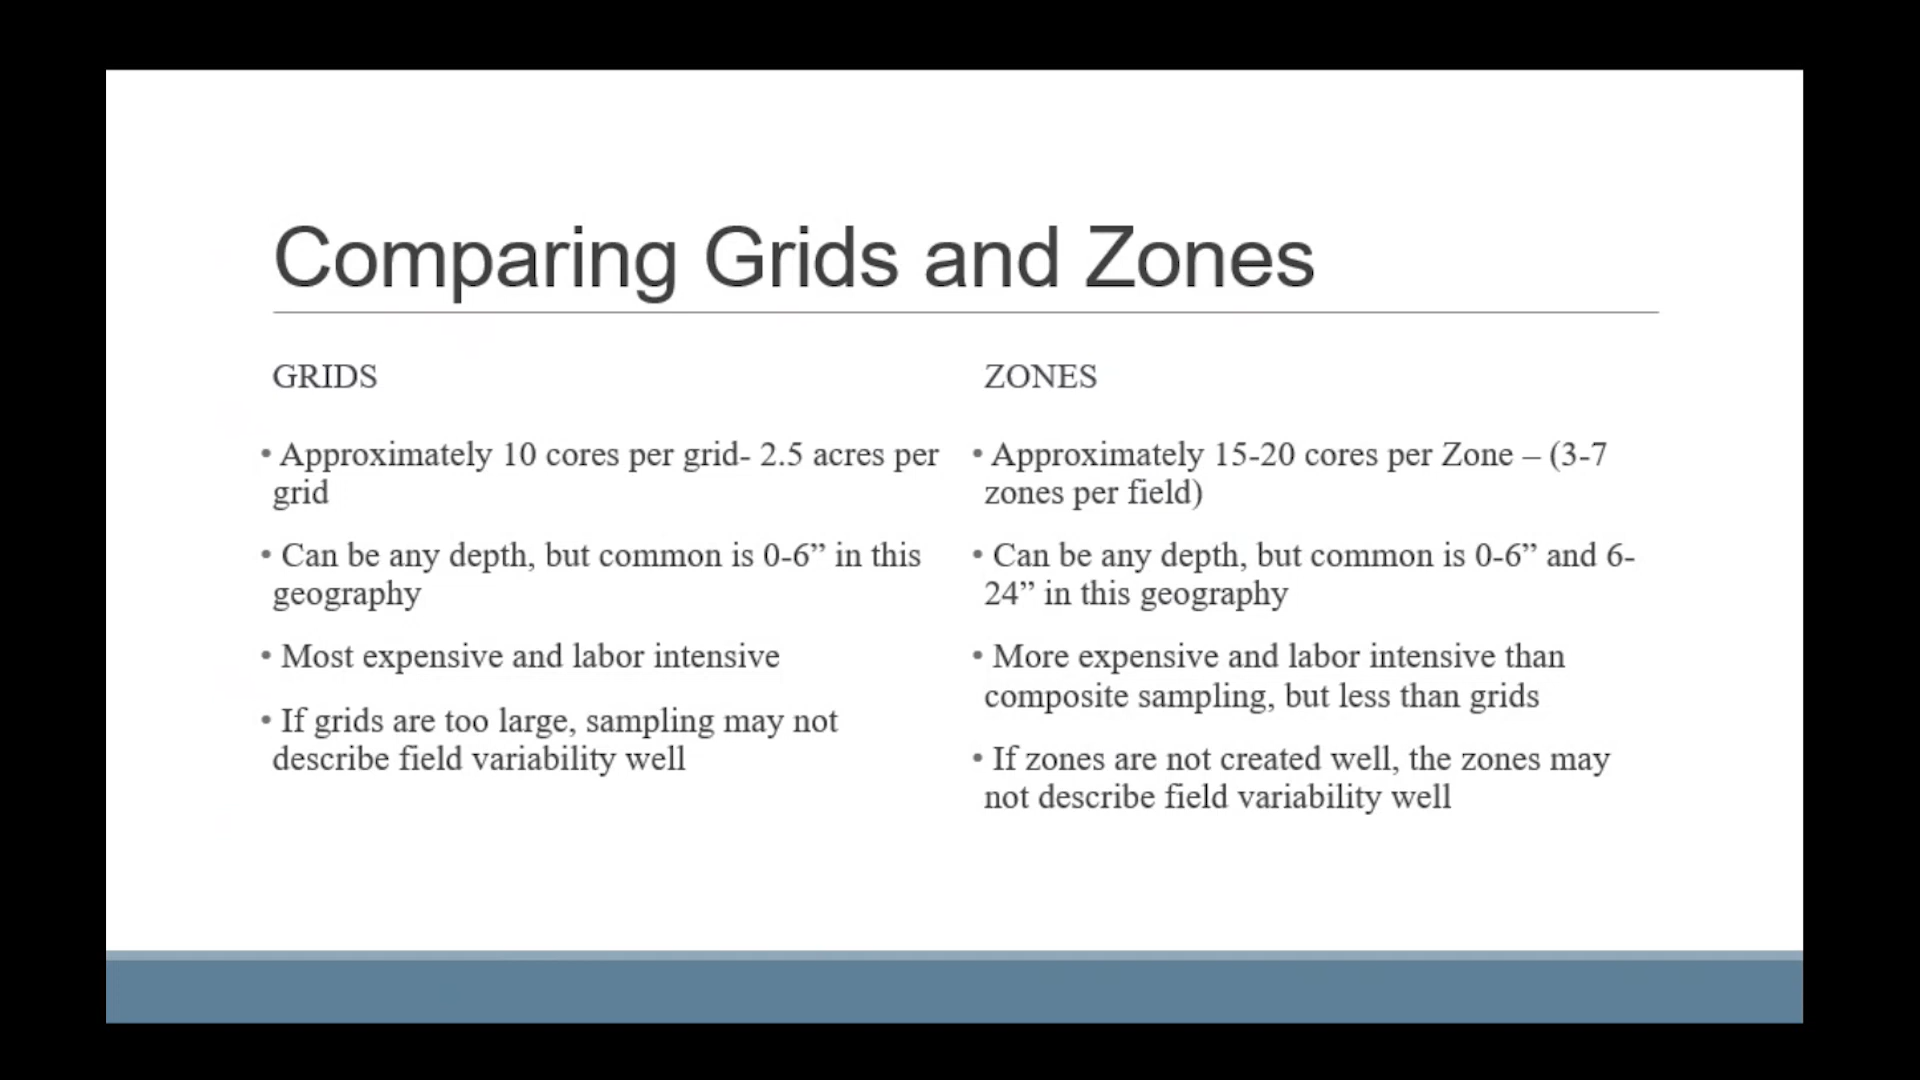 Comparing Grids and Zones
GRIDS
• Approximately 10 cores per grid- 2.5 acres per
grid
• Can be any depth, but common is 0-6” in this
geography
• Most expensive and labor intensive
• If grids are too large, sampling may not
describe field variability well
ZONES
• Approximately 15-20 cores per Zone – (3-7
zones per field)
• Can be any depth, but common is 0-6” and 6-
24” in this geography
• More expensive and labor intensive than
composite sampling, but less than grids
• If zones are not created well, the zones may
not describe field variability well